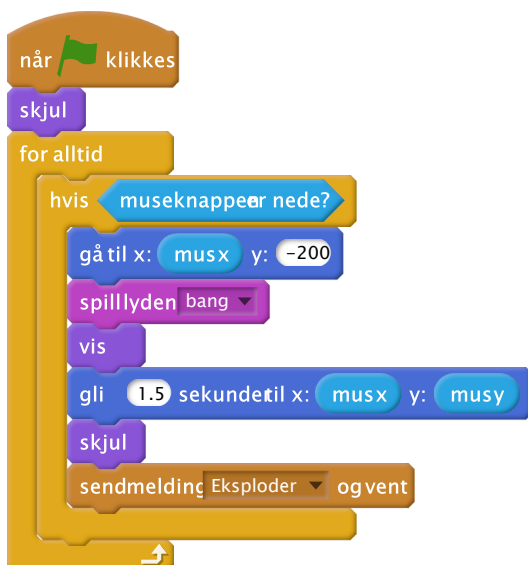 når klikkes
skjul
for alltid
hvis museknappen er nede?
gå til x: mus x y: -200
spill lyden bang
vis
gli 1.5 sekunder til x: mus x y: mus y
skjul
send melding Eksploder og vent